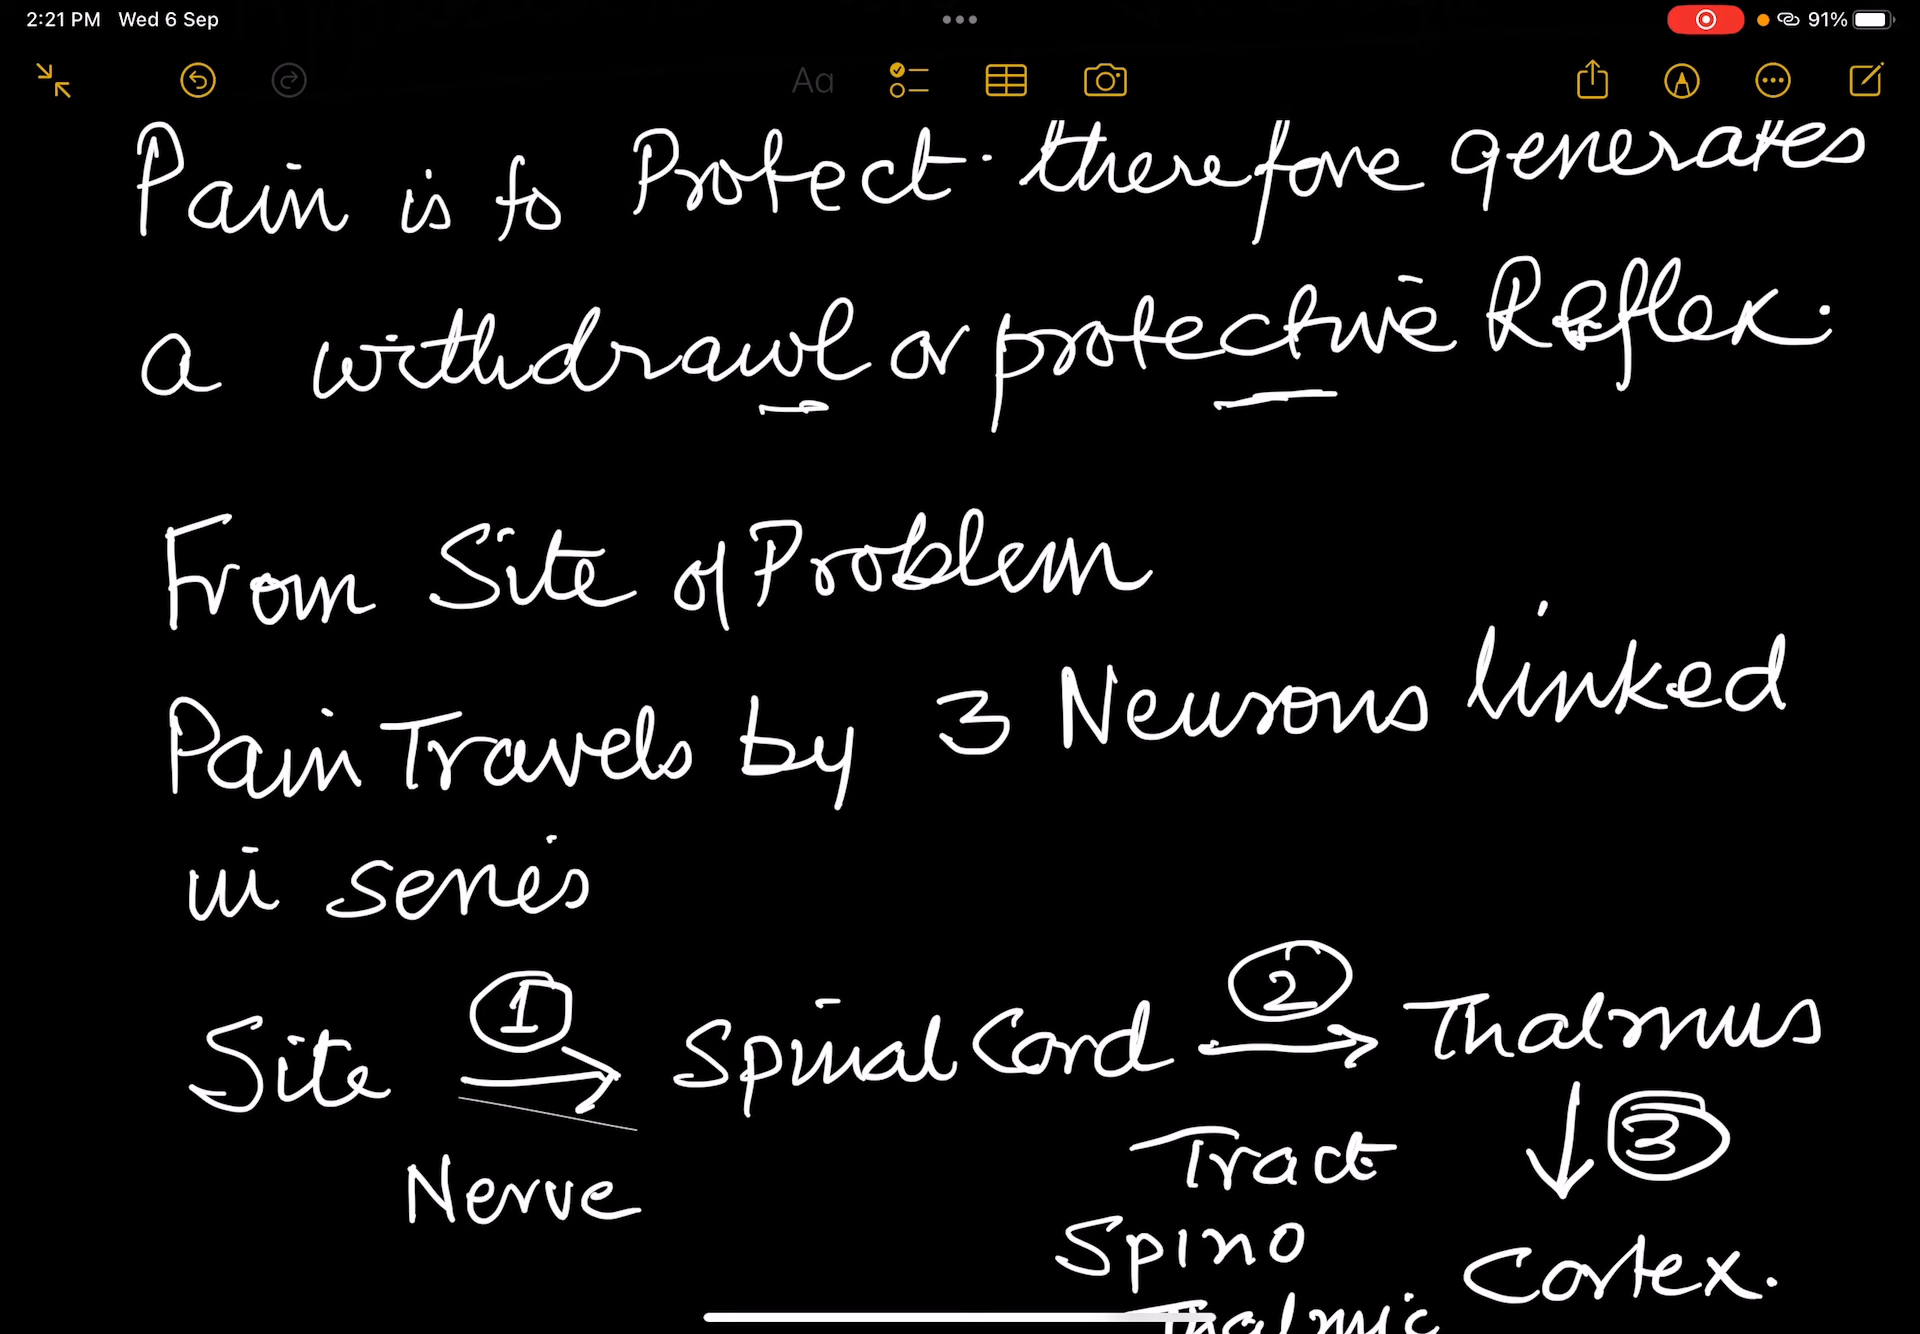 2:21 PM Wed 6 Sep
91%
Aa
Pain is to Protect. therefore generates
a withdrawl or protective Reflex.
From Site of Problem
Pain Travels by 3 Neurons linked
in series
Site 1 Spinal Cord 2 Thalmus
3
Nerve
Tract
Spino
Thalmic
Cortex.